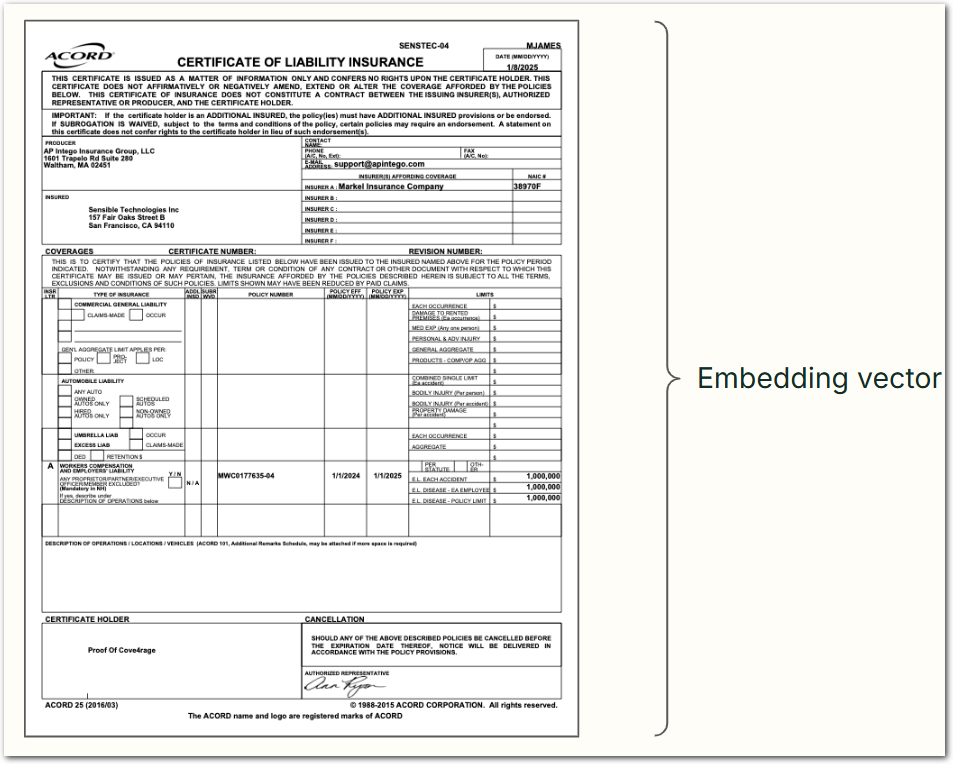 SENSTEC-04 MJAMES
ACORD
CERTIFICATE OF LIABILITY INSURANCE
DATE (MM/DD/YYYY)
1/8/2025
THIS CERTIFICATE IS ISSUED AS A MATTER OF INFORMATION ONLY AND CONFERS NO RIGHTS UPON THE CERTIFICATE HOLDER. THIS
CERTIFICATE DOES NOT AFFIRMATIVELY OR NEGATIVELY AMEND, EXTEND OR ALTER THE COVERAGE AFFORDED BY THE POLICIES
BELOW. THIS CERTIFICATE OF INSURANCE DOES NOT CONSTITUTE A CONTRACT BETWEEN THE ISSUING INSURER(S), AUTHORIZED
REPRESENTATIVE OR PRODUCER, AND THE CERTIFICATE HOLDER.
IMPORTANT: If the certificate holder is an ADDITIONAL INSURED, the policy(ies) must have ADDITIONAL INSURED provisions or be endorsed.
If SUBROGATION IS WAIVED, subject to the terms and conditions of the policy, certain policies may require an endorsement. A statement on
this certificate does not confer rights to the certificate holder in lieu of such endorsement(s).
PRODUCER
AP Intego Insurance Group, LLC
1601 Trapelo Rd Suite 280
Waltham, MA 02451
CONTACT
NAME:
PHONE
(A/C, No, Ext):
FAX
(A/C, No):
E-MAIL
ADDRESS: support@apintego.com
INSURER(S) AFFORDING COVERAGE NAIC #
INSURER A : Markel Insurance Company 38970F
INSURED
Sensible Technologies Inc
157 Fair Oaks Street B
San Francisco, CA 94110
INSURER B :
INSURER C :
INSURER D :
INSURER E :
INSURER F :
COVERAGES CERTIFICATE NUMBER: REVISION NUMBER:
THIS IS TO CERTIFY THAT THE POLICIES OF INSURANCE LISTED BELOW HAVE BEEN ISSUED TO THE INSURED NAMED ABOVE FOR THE POLICY PERIOD
INDICATED. NOTWITHSTANDING ANY REQUIREMENT, TERM OR CONDITION OF ANY CONTRACT OR OTHER DOCUMENT WITH RESPECT TO WHICH THIS
CERTIFICATE MAY BE ISSUED OR MAY PERTAIN, THE INSURANCE AFFORDED BY THE POLICIES DESCRIBED HEREIN IS SUBJECT TO ALL THE TERMS,
EXCLUSIONS AND CONDITIONS OF SUCH POLICIES. LIMITS SHOWN MAY HAVE BEEN REDUCED BY PAID CLAIMS.
INSR LTR TYPE OF INSURANCE ADDL INSD SUBR WVD POLICY NUMBER POLICY EFF (MM/DD/YYYY) POLICY EXP (MM/DD/YYYY) LIMITS
COMMERCIAL GENERAL LIABILITY
CLAIMS-MADE OCCUR
GEN'L AGGREGATE LIMIT APPLIES PER:
POLICY PRO-JECT LOC
OTHER:
EACH OCCURRENCE $
DAMAGE TO RENTED
PREMISES (Ea occurrence) $
MED EXP (Any one person) $
PERSONAL & ADV INJURY $
GENERAL AGGREGATE $
PRODUCTS - COMP/OP AGG $
$
AUTOMOBILE LIABILITY
ANY AUTO
OWNED AUTOS ONLY SCHEDULED AUTOS
HIRED AUTOS ONLY NON-OWNED AUTOS ONLY
COMBINED SINGLE LIMIT
(Ea accident) $
BODILY INJURY (Per person) $
BODILY INJURY (Per accident) $
PROPERTY DAMAGE
(Per accident) $
$
UMBRELLA LIAB OCCUR
EXCESS LIAB CLAIMS-MADE
DED RETENTION $
EACH OCCURRENCE $
AGGREGATE $
$
A WORKERS COMPENSATION
AND EMPLOYERS' LIABILITY
Y / N
ANY PROPRIETOR/PARTNER/EXECUTIVE
OFFICER/MEMBER EXCLUDED?
(Mandatory in NH)
If yes, describe under
DESCRIPTION OF OPERATIONS below
N / A
MWC0177635-04 1/1/2024 1/1/2025
PER STATUTE OTH-ER
E.L. EACH ACCIDENT $ 1,000,000
E.L. DISEASE - EA EMPLOYEE $ 1,000,000
E.L. DISEASE - POLICY LIMIT $ 1,000,000
DESCRIPTION OF OPERATIONS / LOCATIONS / VEHICLES (ACORD 101, Additional Remarks Schedule, may be attached if more space is required)
CERTIFICATE HOLDER CANCELLATION
Proof Of Cove4rage
SHOULD ANY OF THE ABOVE DESCRIBED POLICIES BE CANCELLED BEFORE
THE EXPIRATION DATE THEREOF, NOTICE WILL BE DELIVERED IN
ACCORDANCE WITH THE POLICY PROVISIONS.
AUTHORIZED REPRESENTATIVE
ACORD 25 (2016/03) © 1988-2015 ACORD CORPORATION. All rights reserved.
The ACORD name and logo are registered marks of ACORD
Embedding vector